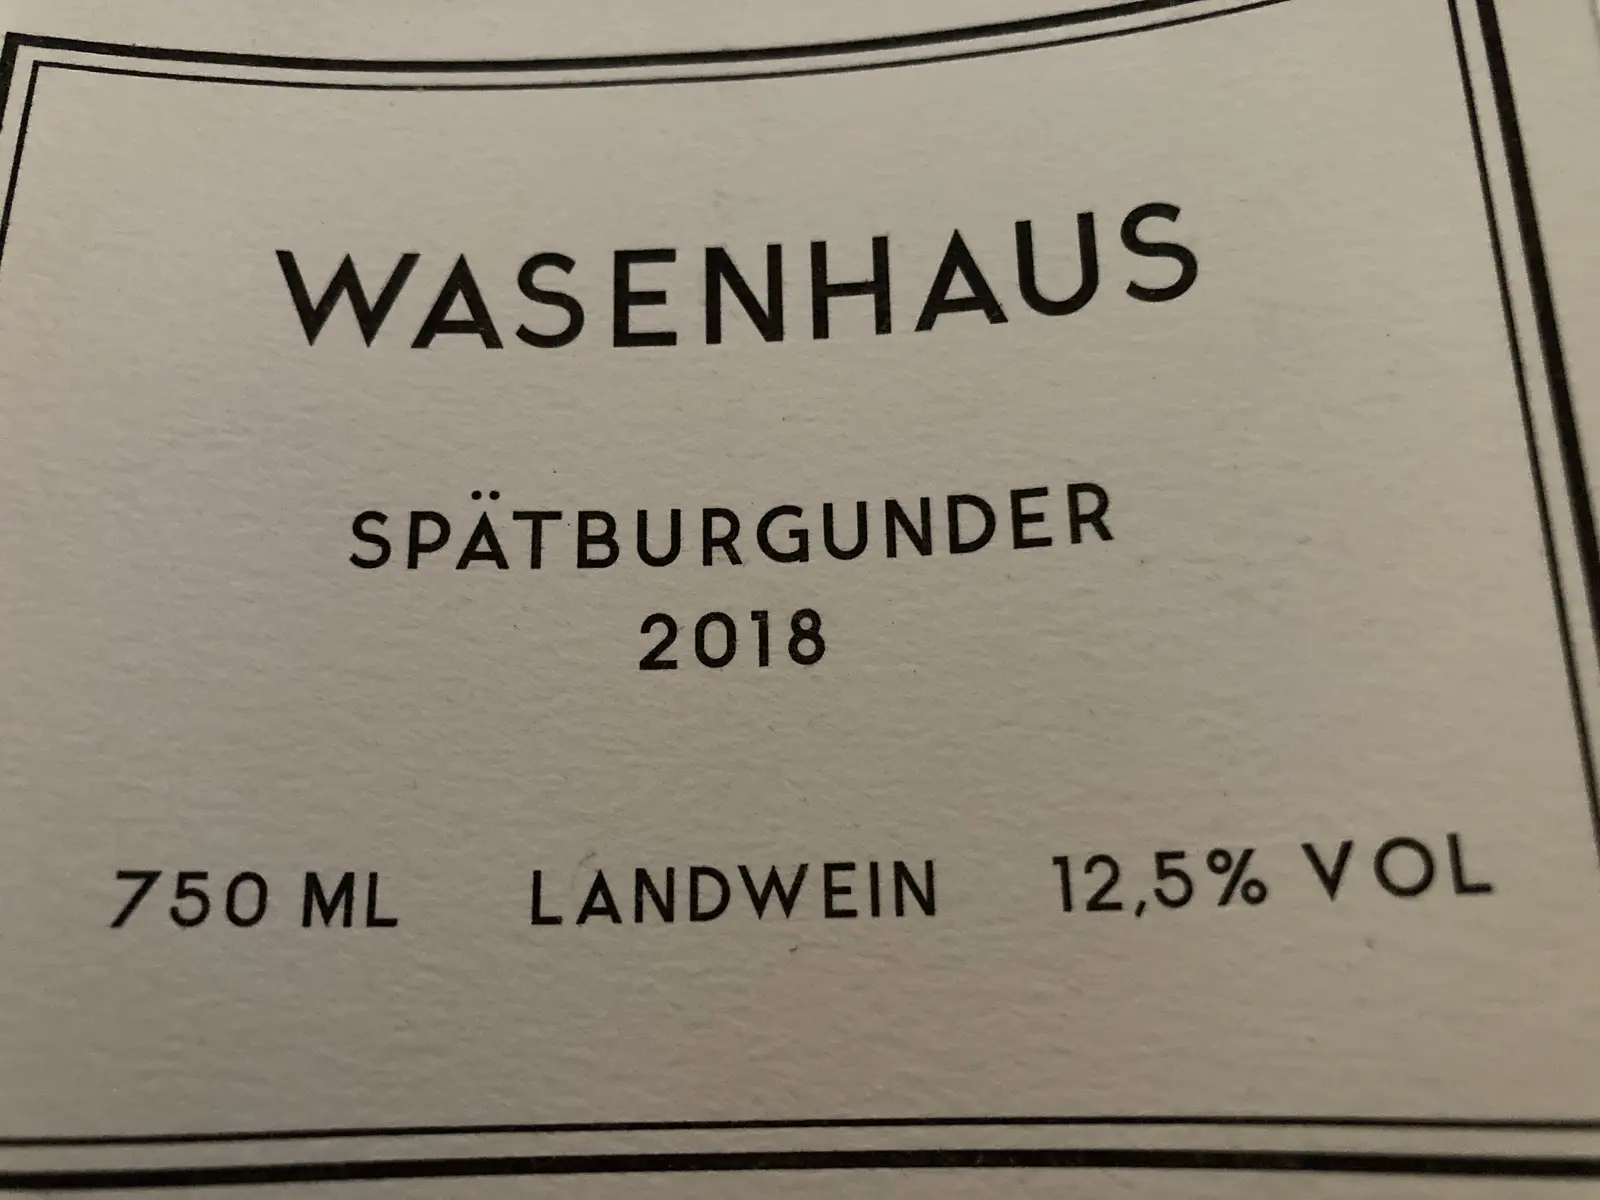 WASENHAUS
SPÄTBURGUNDER
2018
750 ML LANDWEIN 12,5% VOL